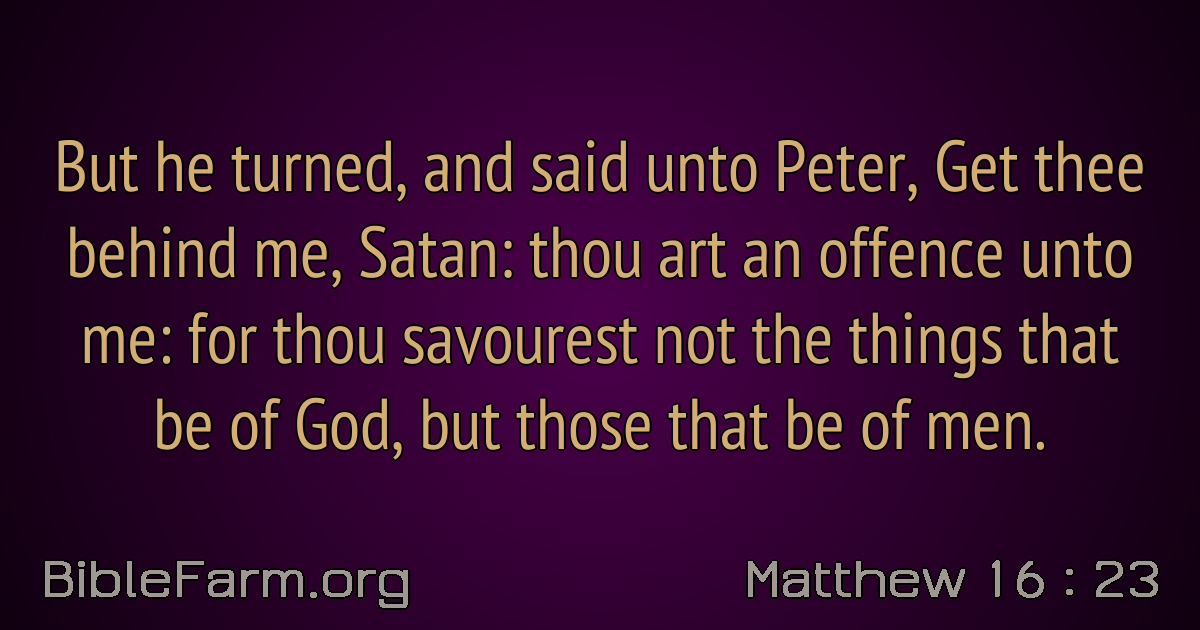 But he turned, and said unto Peter, Get thee
behind me, Satan: thou art an offence unto
me: for thou savourest not the things that
be of God, but those that be of men.
BibleFarm.org
Matthew 16 : 23